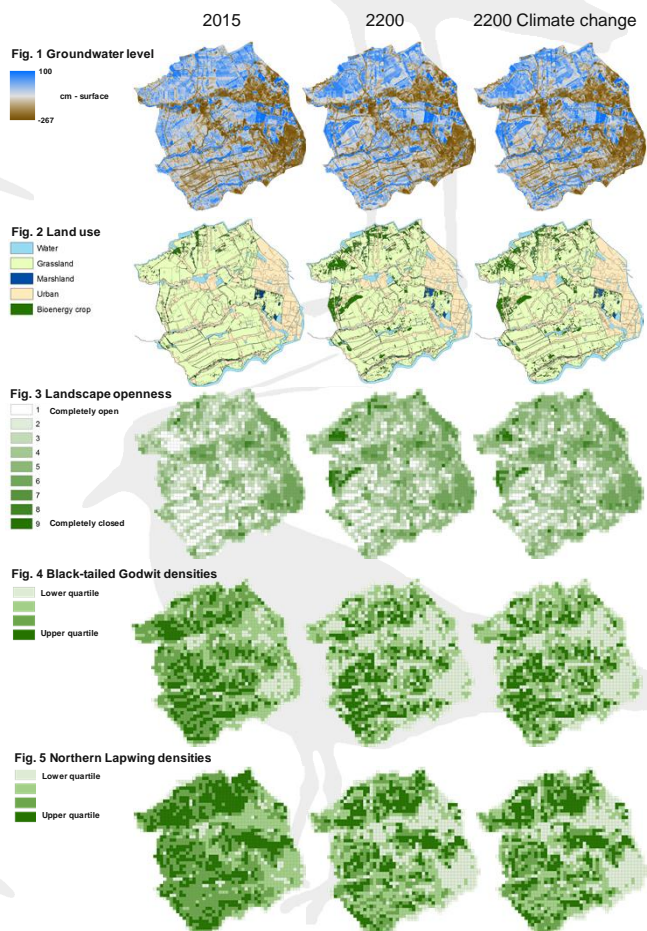 2015 2200 2200 Climate change
Fig. 1 Groundwater level
100
cm - surface
-267
Fig. 2 Land use
Water
Grassland
Marshland
Urban
Bioenergy crop
Fig. 3 Landscape openness
1 Completely open
2
3
4
5
6
7
8
9 Completely closed
Fig. 4 Black-tailed Godwit densities
Lower quartile
Upper quartile
Fig. 5 Northern Lapwing densities
Lower quartile
Upper quartile